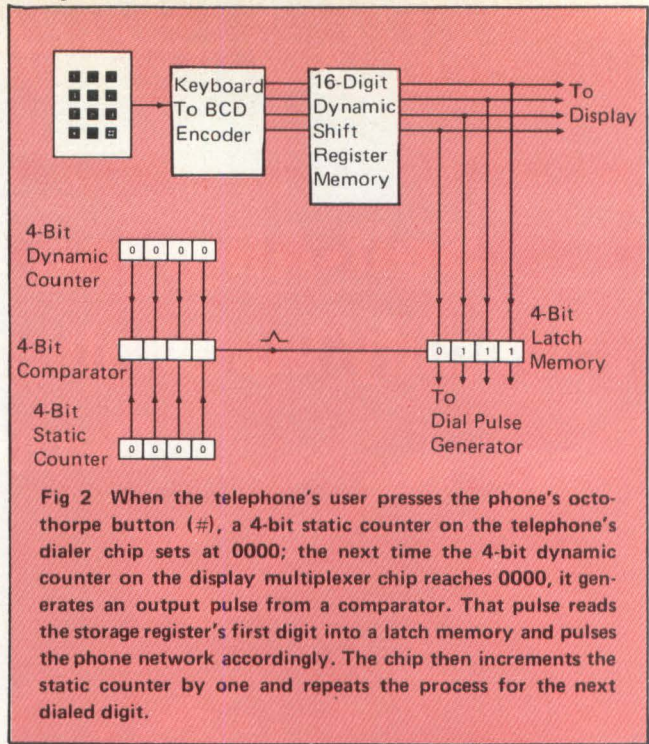 Keyboard
To BCD
Encoder
16-Digit
Dynamic
Shift
Register
Memory
To
Display
4-Bit
Dynamic
Counter
0 0 0 0
4-Bit
Comparator
4-Bit
Static
Counter
0 0 0 0
4-Bit
Latch
Memory
0 1 1 1
To
Dial Pulse
Generator
Fig 2 When the telephone's user presses the phone's octo-
thorpe button (#), a 4-bit static counter on the telephone's
dialer chip sets at 0000; the next time the 4-bit dynamic
counter on the display multiplexer chip reaches 0000, it gen-
erates an output pulse from a comparator. That pulse reads
the storage register's first digit into a latch memory and pulses
the phone network accordingly. The chip then increments the
static counter by one and repeats the process for the next
dialed digit.